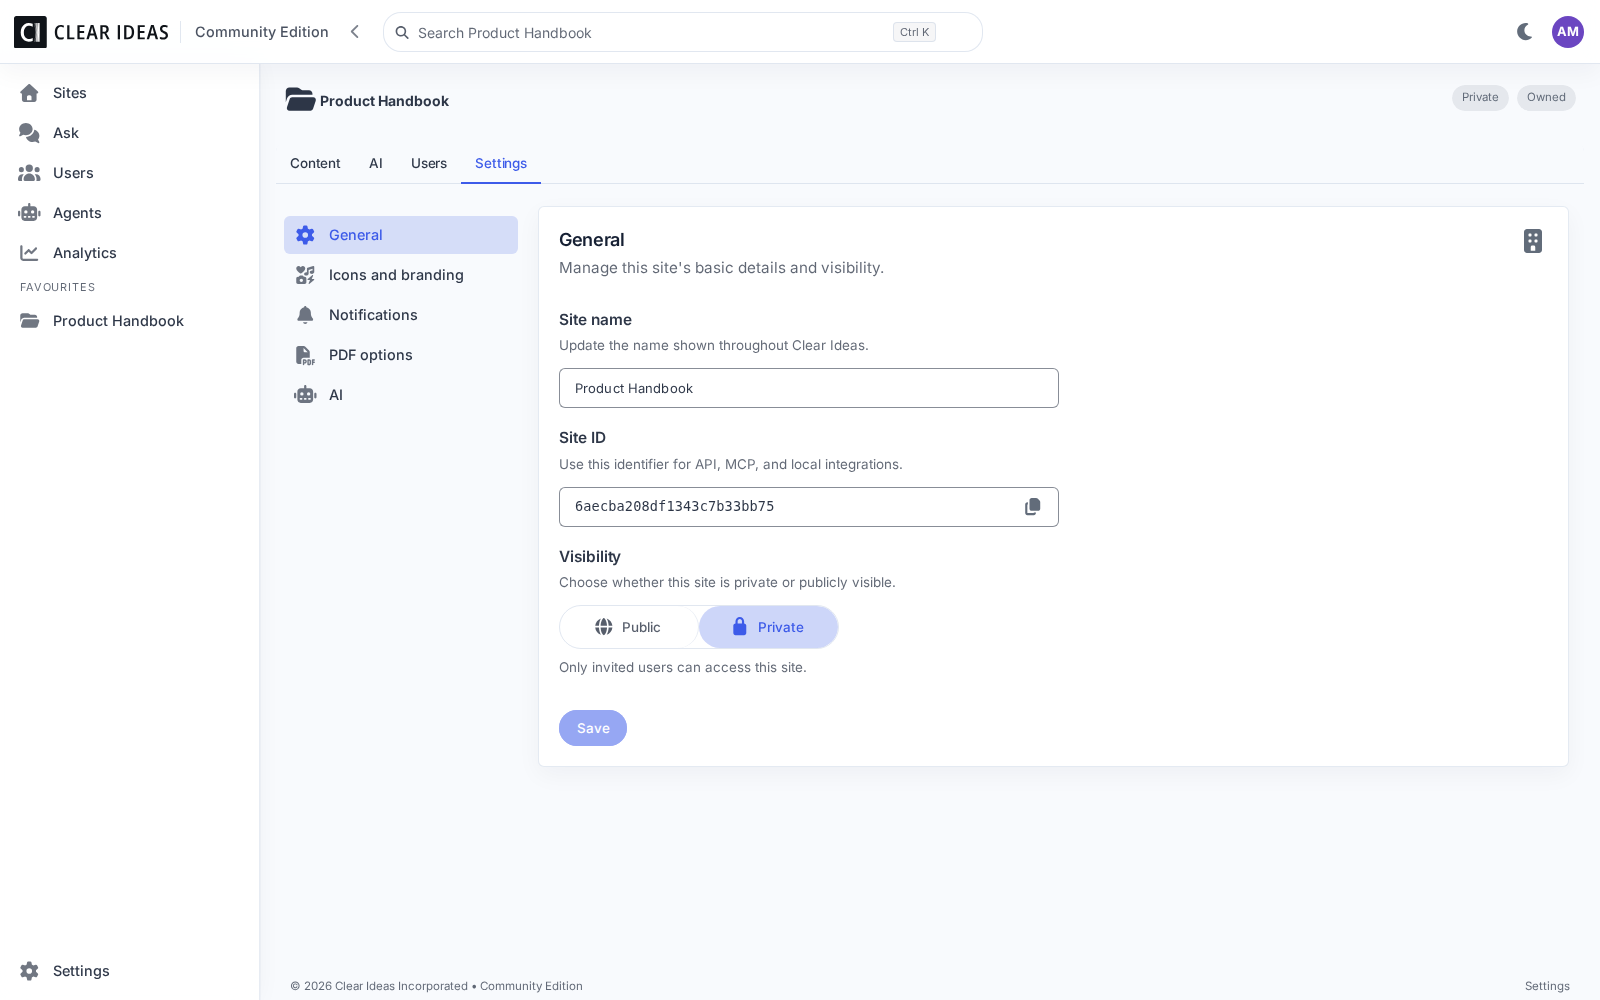 CI CLEAR IDEAS
Community Edition
Search Product Handbook
Ctrl K
AM
Sites
Ask
Users
Agents
Analytics
FAVOURITES
Product Handbook
Settings
Product Handbook
Private
Owned
Content
AI
Users
Settings
General
Icons and branding
Notifications
PDF options
AI
General
Manage this site's basic details and visibility.
Site name
Update the name shown throughout Clear Ideas.
Product Handbook
Site ID
Use this identifier for API, MCP, and local integrations.
6aecba208df1343c7b33bb75
Visibility
Choose whether this site is private or publicly visible.
Public
Private
Only invited users can access this site.
Save
© 2026 Clear Ideas Incorporated • Community Edition
Settings